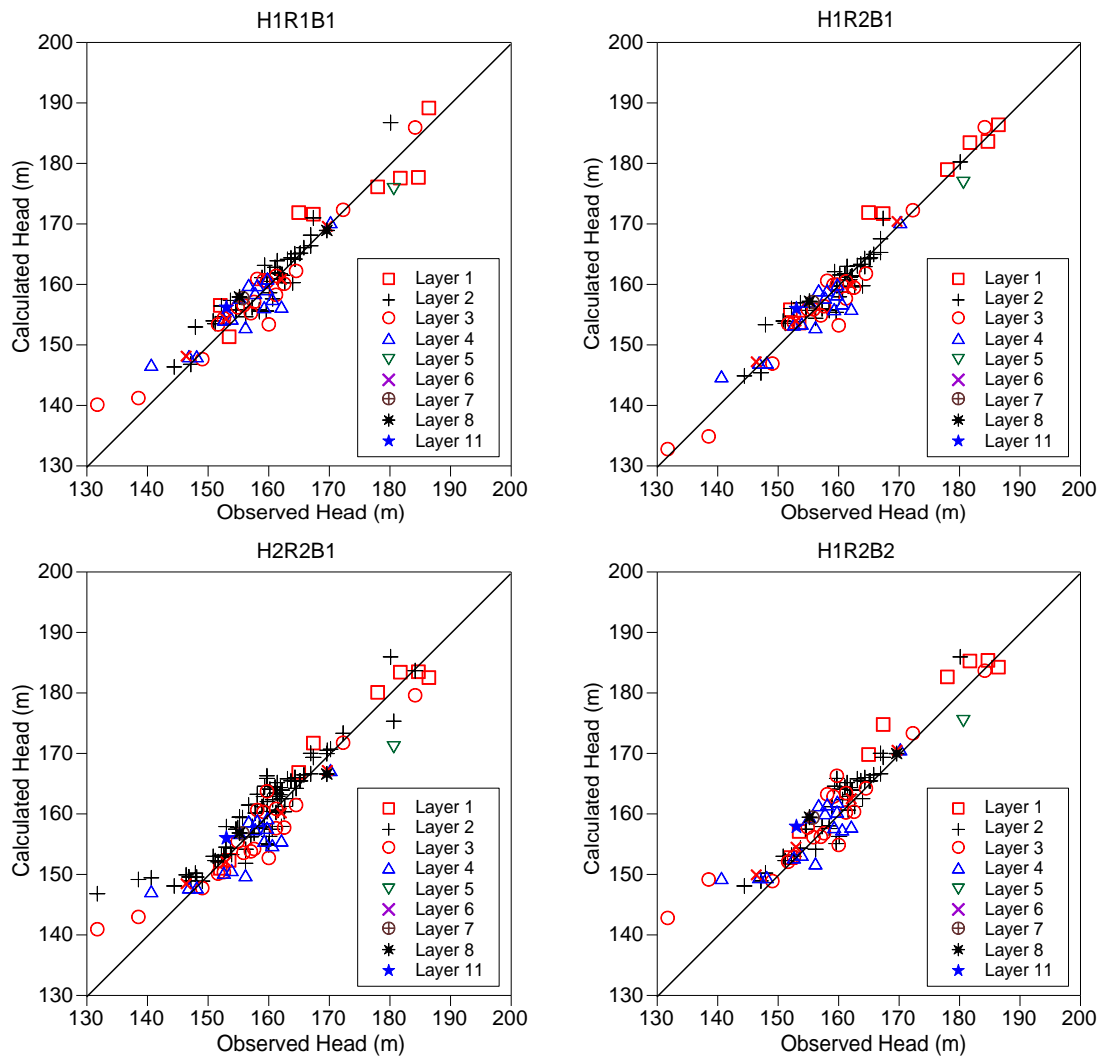 H1R1B1
200
190
180
170
160
150
140
130
Calculated Head (m)
Layer 1
Layer 2
Layer 3
Layer 4
Layer 5
Layer 6
Layer 7
Layer 8
Layer 11
130 140 150 160 170 180 190 200
Observed Head (m)
H1R2B1
200
190
180
170
160
150
140
130
Calculated Head (m)
Layer 1
Layer 2
Layer 3
Layer 4
Layer 5
Layer 6
Layer 7
Layer 8
Layer 11
130 140 150 160 170 180 190 200
Observed Head (m)
H2R2B1
200
190
180
170
160
150
140
130
Calculated Head (m)
Layer 1
Layer 2
Layer 3
Layer 4
Layer 5
Layer 6
Layer 7
Layer 8
Layer 11
130 140 150 160 170 180 190 200
Observed Head (m)
H1R2B2
200
190
180
170
160
150
140
130
Calculated Head (m)
Layer 1
Layer 2
Layer 3
Layer 4
Layer 5
Layer 6
Layer 7
Layer 8
Layer 11
130 140 150 160 170 180 190 200
Observed Head (m)